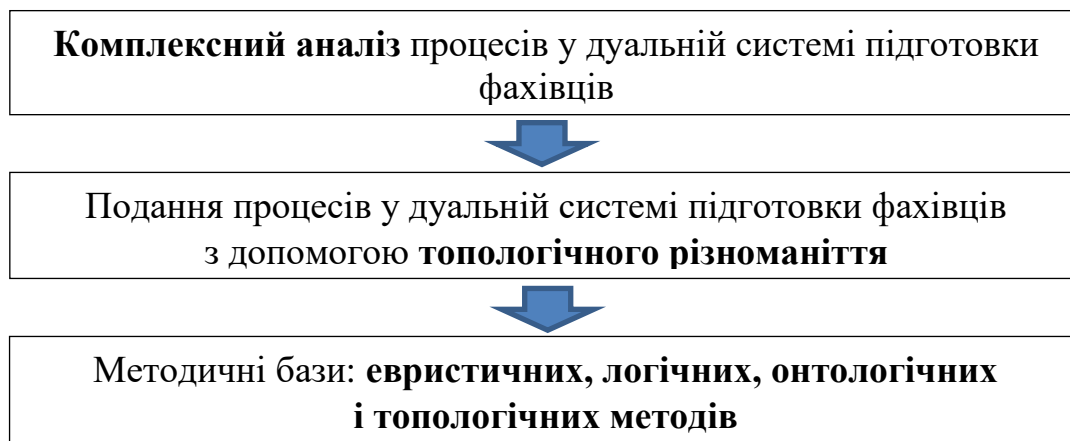 Комплексний аналіз процесів у дуальній системі підготовки
фахівців
Подання процесів у дуальній системі підготовки фахівців
з допомогою топологічного різноманіття
Методичні бази: евристичних, логічних, онтологічних
і топологічних методів